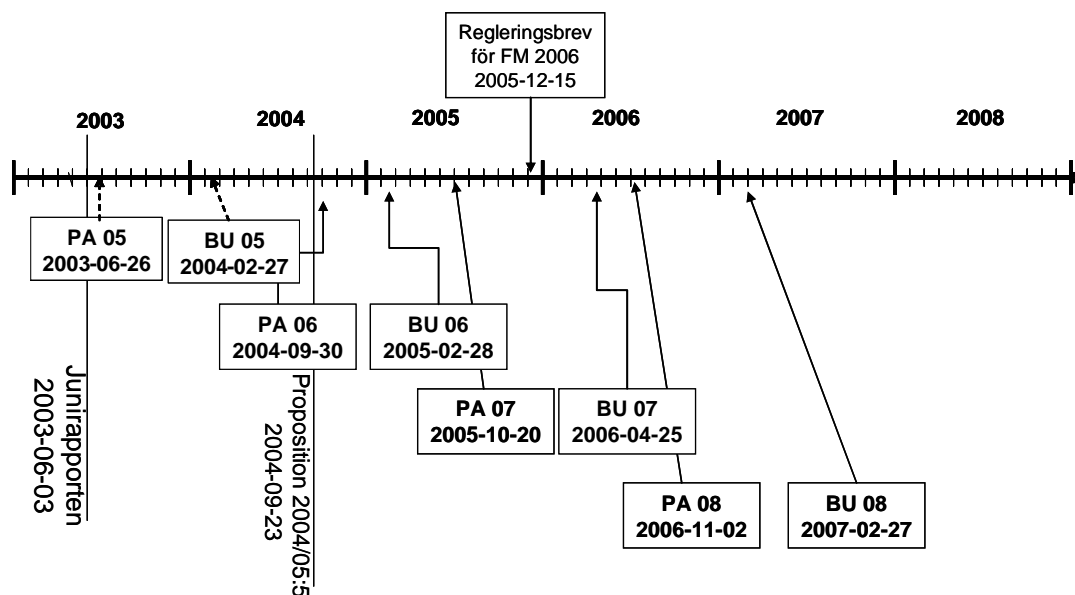 Regleringsbrev
för FM 2006
2005-12-15
2003
2004
2005
2006
2007
2008
PA 05
2003-06-26
BU 05
2004-02-27
PA 06
2004-09-30
BU 06
2005-02-28
PA 07
2005-10-20
BU 07
2006-04-25
PA 08
2006-11-02
BU 08
2007-02-27
Junirapporten
2003-06-03
Proposition 2004/05:5
2004-09-23